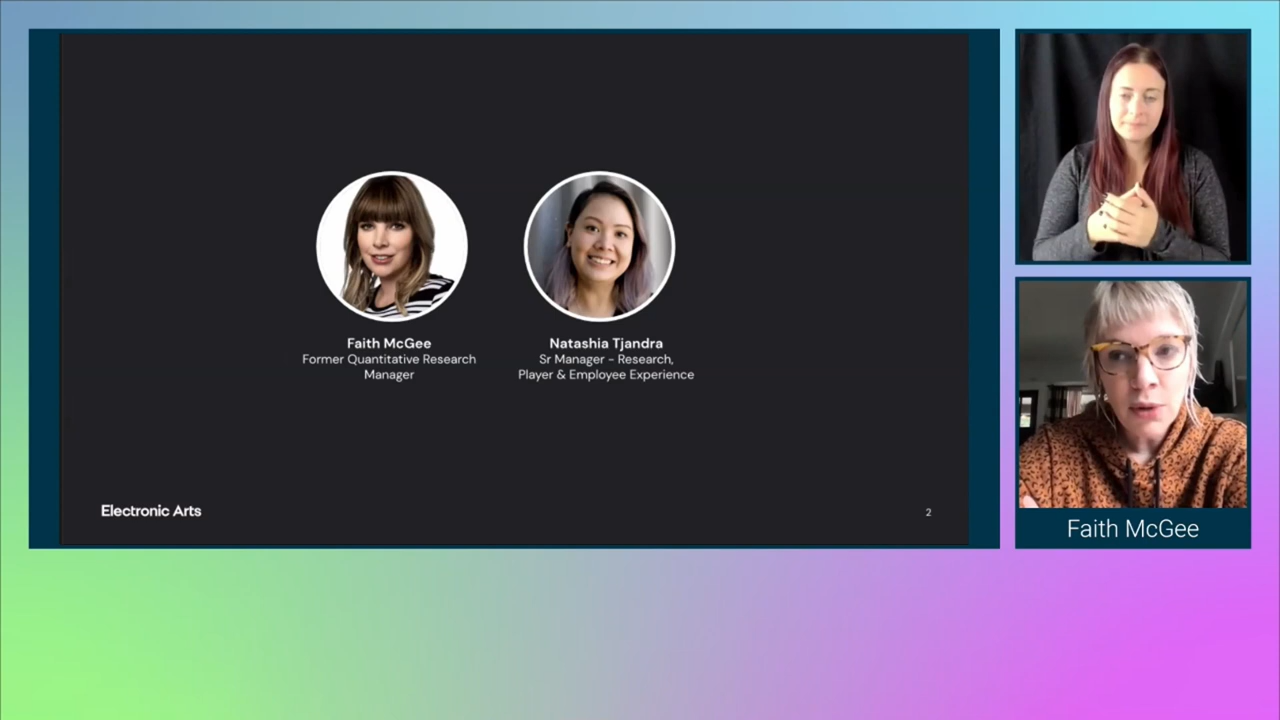 Faith McGee
Former Quantitative Research
Manager
Natashia Tjandra
Sr Manager - Research,
Player & Employee Experience
Electronic Arts
2
Faith McGee